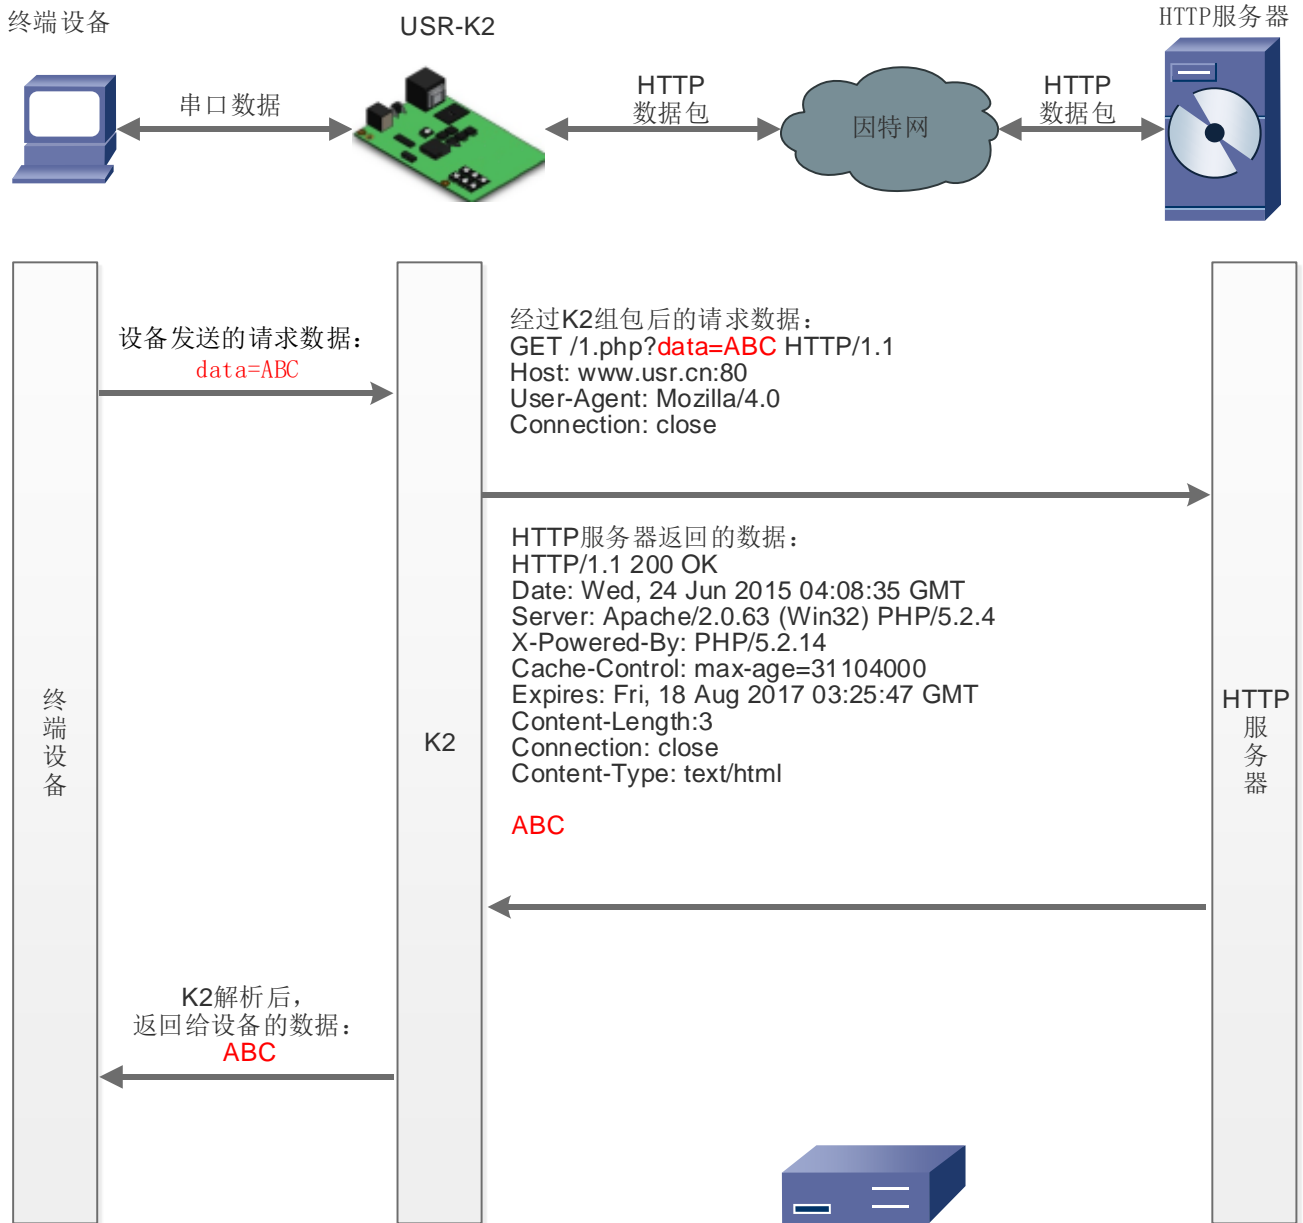 终端设备
USR-K2
HTTP服务器
串口数据
HTTP
数据包
因特网
HTTP
数据包
设备发送的请求数据：
data=ABC
经过K2组包后的请求数据：
GET /1.php?data=ABC HTTP/1.1
Host: www.usr.cn:80
User-Agent: Mozilla/4.0
Connection: close
HTTP服务器返回的数据：
HTTP/1.1 200 OK
Date: Wed, 24 Jun 2015 04:08:35 GMT
Server: Apache/2.0.63 (Win32) PHP/5.2.4
X-Powered-By: PHP/5.2.14
Cache-Control: max-age=31104000
Expires: Fri, 18 Aug 2017 03:25:47 GMT
Content-Length:3
Connection: close
Content-Type: text/html
ABC
终端设备
K2
HTTP
服务器
K2解析后，
返回给设备的数据：
ABC